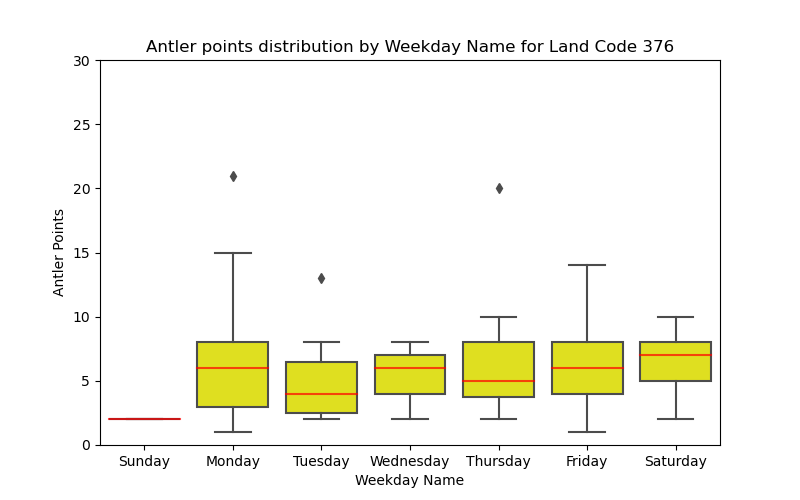 Antler points distribution by Weekday Name for Land Code 376
30
25
20
15
10
5
0
Antler Points
Sunday Monday Tuesday Wednesday Thursday Friday Saturday
Weekday Name